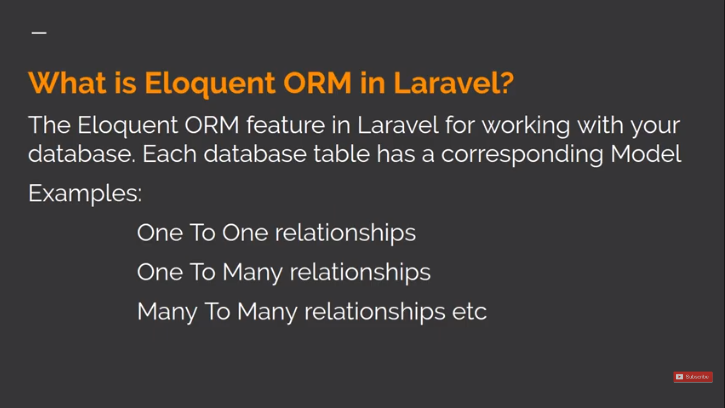 What is Eloquent ORM in Laravel?
The Eloquent ORM feature in Laravel for working with your
database. Each database table has a corresponding Model
Examples:
One To One relationships
One To Many relationships
Many To Many relationships etc
Subscribe